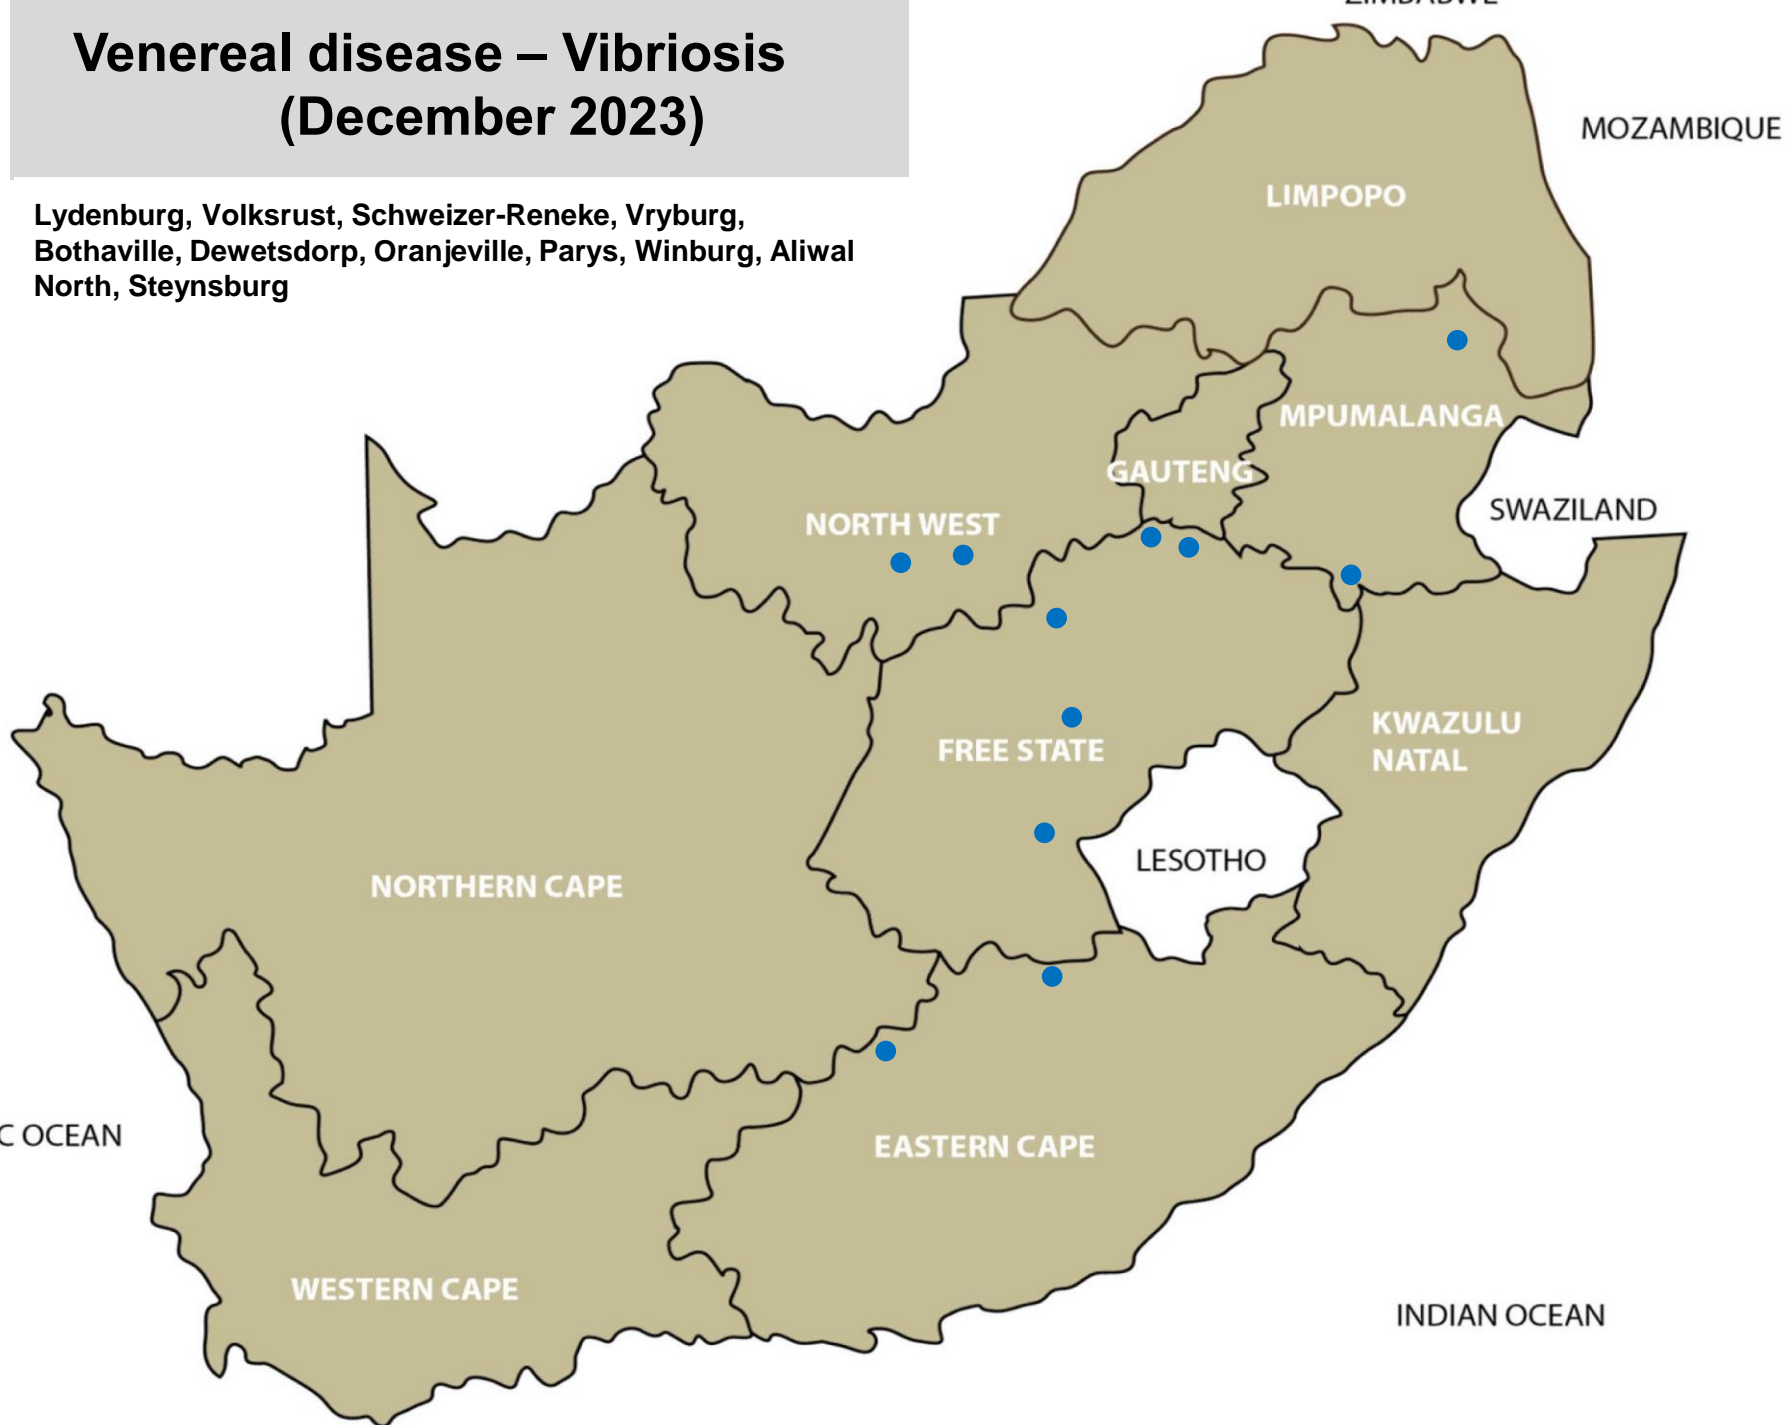 Venereal disease – Vibriosis
(December 2023)
Lydenburg, Volksrust, Schweizer-Reneke, Vryburg,
Bothaville, Dewetsdorp, Oranjeville, Parys, Winburg, Aliwal
North, Steynsburg
ZIMBABWE
MOZAMBIQUE
LIMPOPO
MPUMALANGA
GAUTENG
SWAZILAND
NORTH WEST
KWAZULU
NATAL
FREE STATE
LESOTHO
NORTHERN CAPE
C OCEAN
EASTERN CAPE
WESTERN CAPE
INDIAN OCEAN